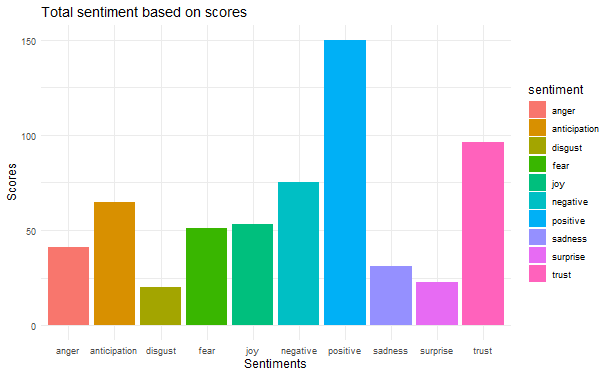 Total sentiment based on scores
Scores
150
100
50
0
anger anticipation disgust fear joy negative positive sadness surprise trust
Sentiments
sentiment
anger
anticipation
disgust
fear
joy
negative
positive
sadness
surprise
trust